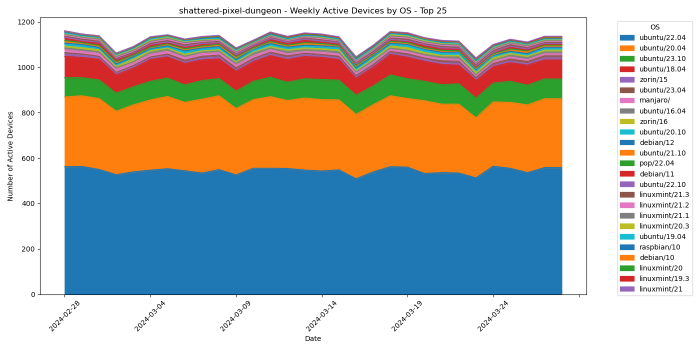 shattered-pixel-dungeon - Weekly Active Devices by OS - Top 25
Number of Active Devices
1200
1000
800
600
400
200
0
2024-02-28
2024-03-04
2024-03-09
2024-03-14
2024-03-19
2024-03-24
Date
OS
ubuntu/22.04
ubuntu/20.04
ubuntu/23.10
ubuntu/18.04
zorin/15
ubuntu/23.04
manjaro/
ubuntu/16.04
zorin/16
ubuntu/20.10
debian/12
ubuntu/21.10
pop/22.04
debian/11
ubuntu/22.10
linuxmint/21.3
linuxmint/21.2
linuxmint/21.1
linuxmint/20.3
ubuntu/19.04
raspbian/10
debian/10
linuxmint/20
linuxmint/19.3
linuxmint/21